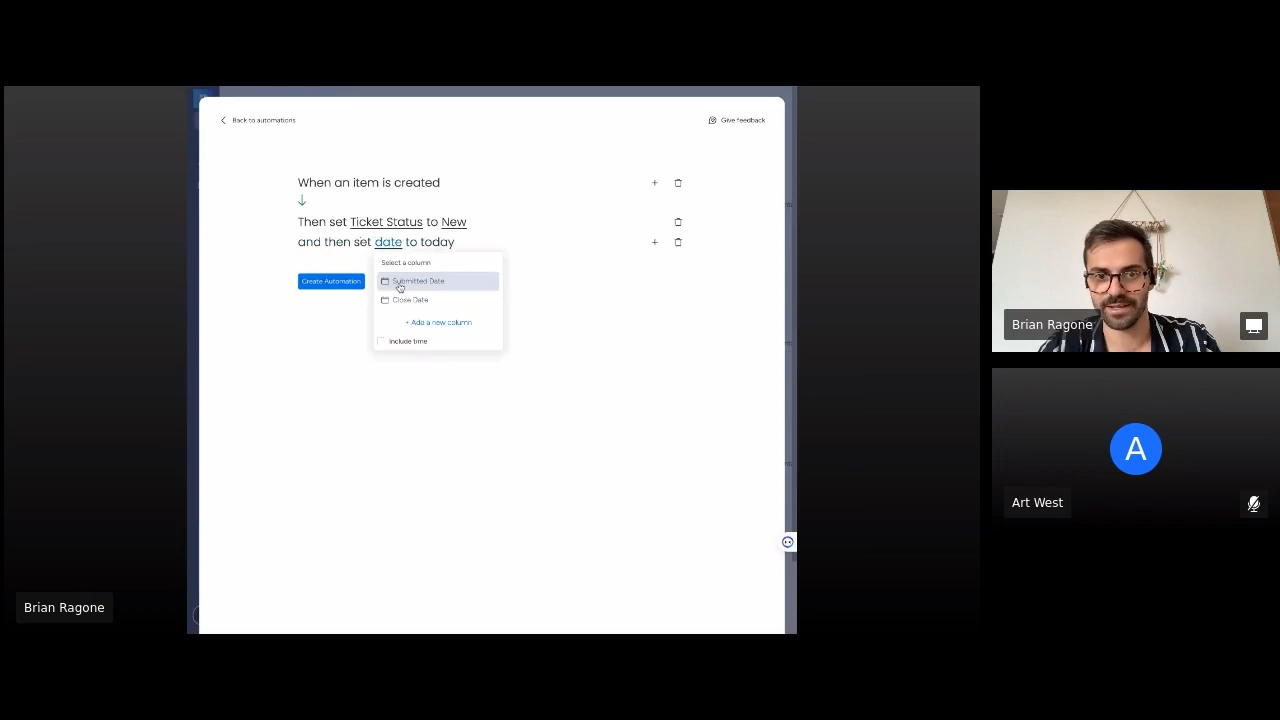 Back to automations
Give feedback
When an item is created
Then set Ticket Status to New
and then set date to today
Select a column
Create Automation
Submitted Date
Close Date
+ Add a new column
Include time
Brian Ragone
Brian Ragone
A
Art West